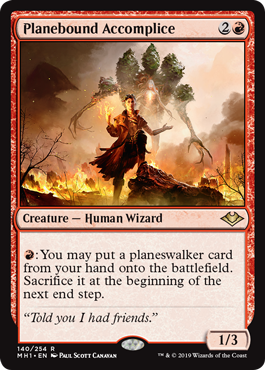 Planebound Accomplice 2
Creature — Human Wizard
: You may put a planeswalker card
from your hand onto the battlefield.
Sacrifice it at the beginning of the
next end step.
“Told you I had friends.”
1/3
140/254 R
MH1 • EN Paul Scott Canavan ™ & © 2019 Wizards of the Coast